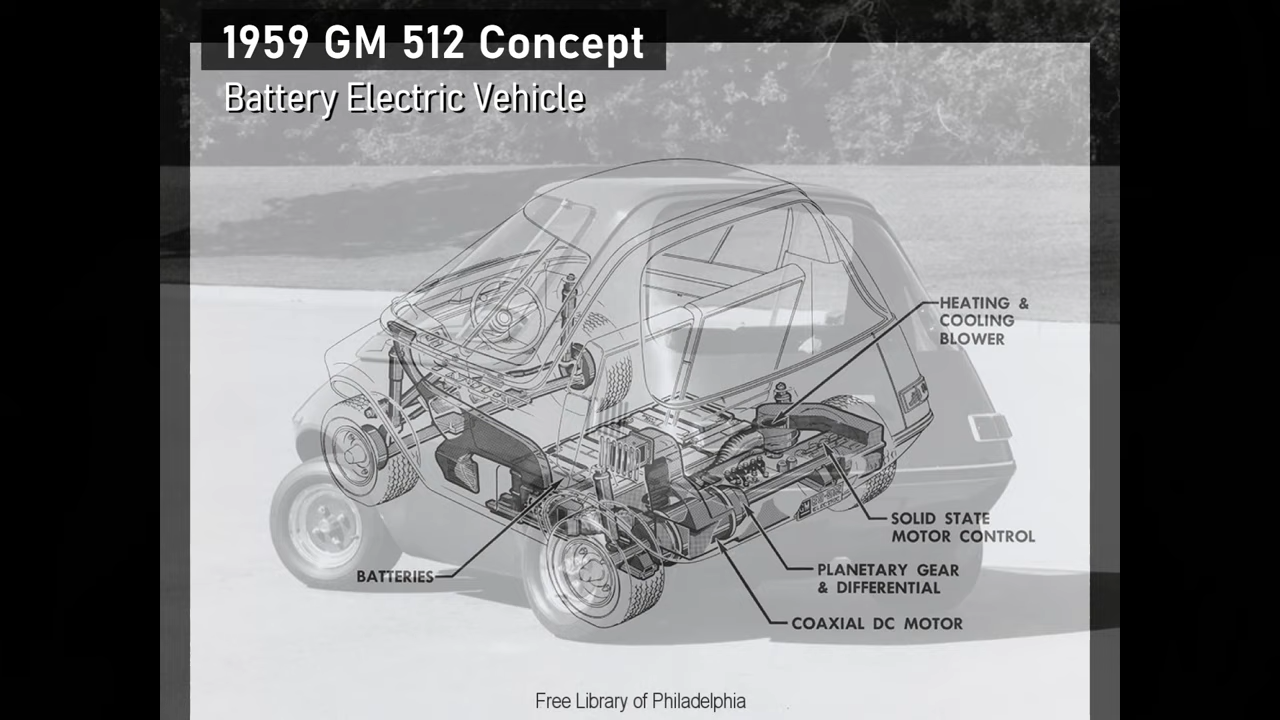 1959 GM 512 Concept
Battery Electric Vehicle
HEATING &
COOLING
BLOWER
SOLID STATE
MOTOR CONTROL
PLANETARY GEAR
& DIFFERENTIAL
COAXIAL DC MOTOR
BATTERIES
Free Library of Philadelphia